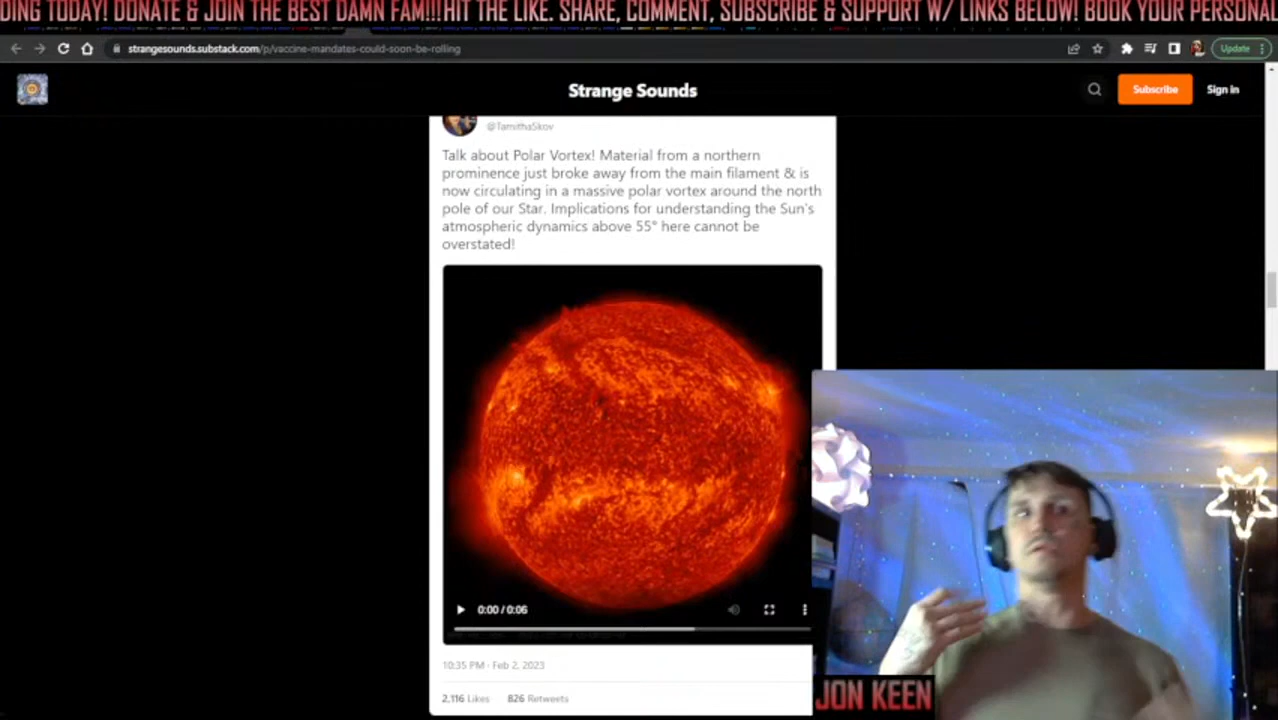 DING TODAY! DONATE & JOIN THE BEST DAMN FAM!!! HIT THE LIKE. SHARE, COMMENT, SUBSCRIBE & SUPPORT W/ LINKS BELOW! BOOK YOUR PERSONAL
strangesounds.substack.com/p/vaccine-mandates-could-soon-be-rolling
Update
Strange Sounds
Subscribe
Sign in
@TamithaSkov
Talk about Polar Vortex! Material from a northern
prominence just broke away from the main filament & is
now circulating in a massive polar vortex around the north
pole of our Star. Implications for understanding the Sun's
atmospheric dynamics above 55° here cannot be
overstated!
0:00 / 0:06
10:35 PM · Feb 2, 2023
2,116 Likes 826 Retweets
JON KEEN